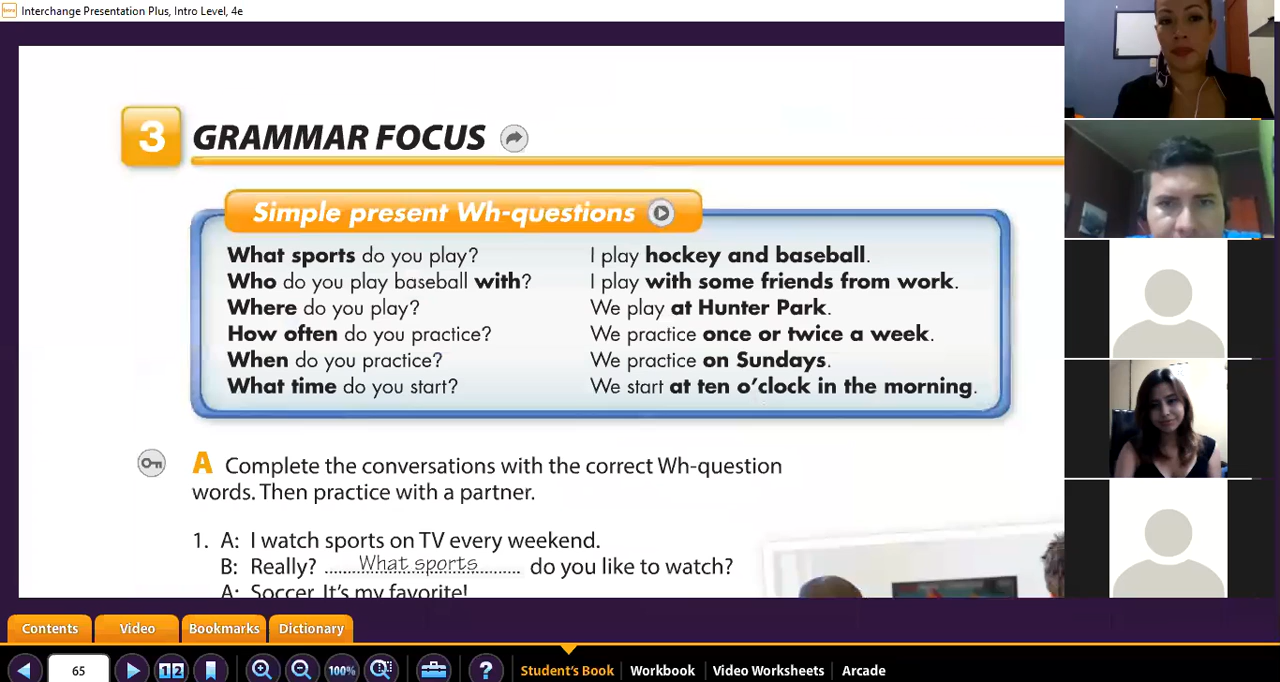 Interchange Presentation Plus, Intro Level, 4e
3 GRAMMAR FOCUS
Simple present Wh-questions
What sports do you play? I play hockey and baseball.
Who do you play baseball with? I play with some friends from work.
Where do you play? We play at Hunter Park.
How often do you practice? We practice once or twice a week.
When do you practice? We practice on Sundays.
What time do you start? We start at ten o'clock in the morning.
A Complete the conversations with the correct Wh-question
words. Then practice with a partner.
1. A: I watch sports on TV every weekend.
B: Really? What sports do you like to watch?
A: Soccer. It's my favorite!
Contents Video Bookmarks Dictionary
65 1 2 100% ? Student's Book Workbook Video Worksheets Arcade